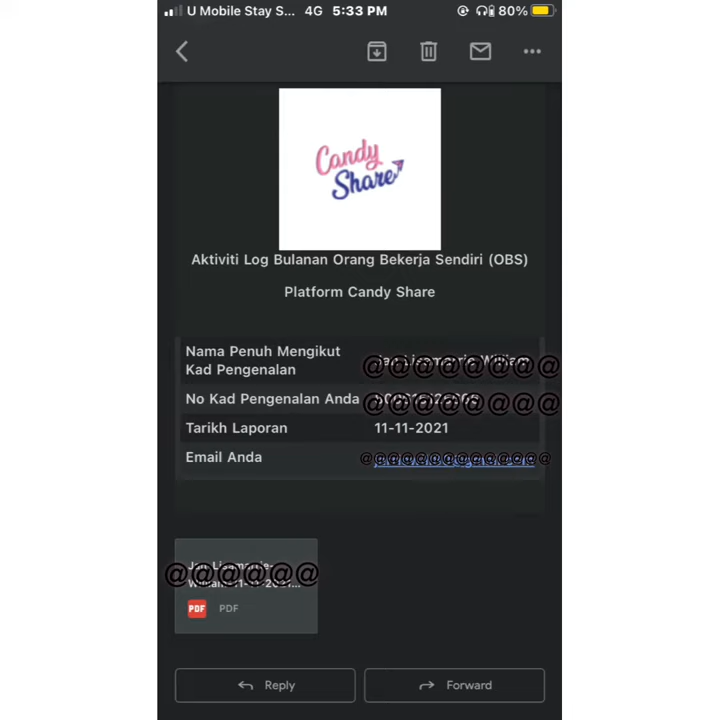 U Mobile Stay S... 4G 5:33 PM 80%
Candy
Share
Aktiviti Log Bulanan Orang Bekerja Sendiri (OBS)
Platform Candy Share
Nama Penuh Mengikut
Kad Pengenalan
@@@@@@@@
No Kad Pengenalan Anda
@@@@@@@@
Tarikh Laporan 11-11-2021
Email Anda
@@@@@@
PDF PDF
Reply Forward